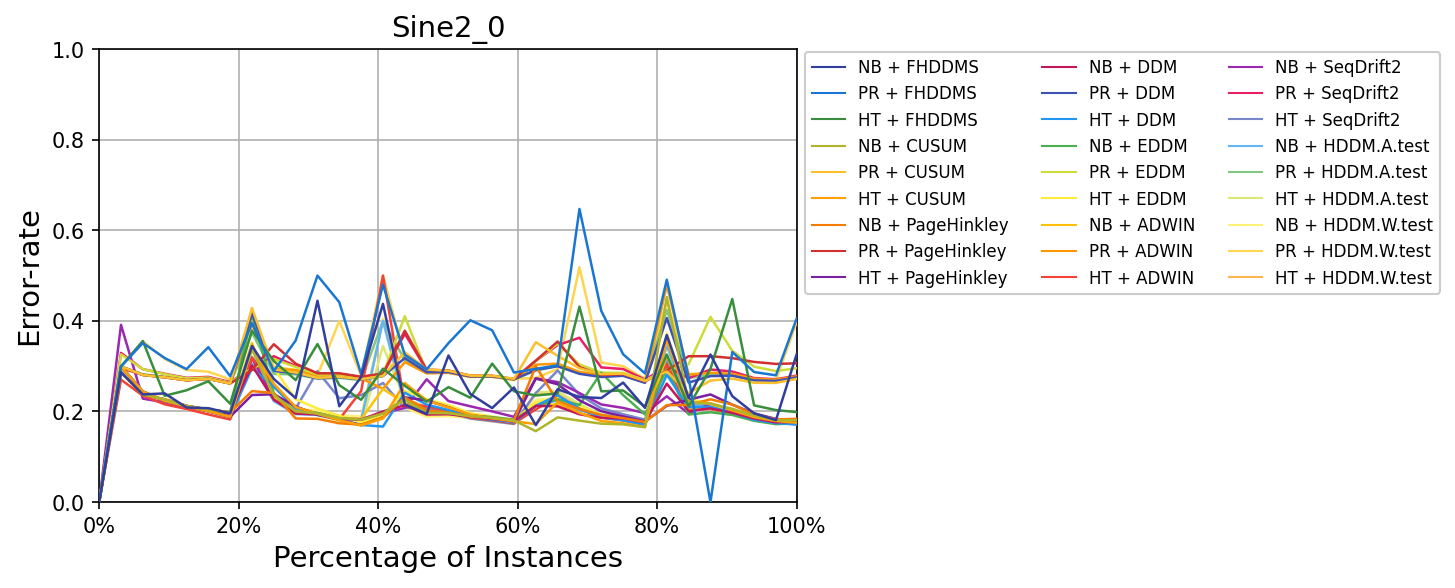 Sine2_0
1.0
0.8
0.6
0.4
0.2
0.0
Error-rate
0% 20% 40% 60% 80% 100%
Percentage of Instances
NB + FHDDMS
PR + FHDDMS
HT + FHDDMS
NB + CUSUM
PR + CUSUM
HT + CUSUM
NB + PageHinkley
PR + PageHinkley
HT + PageHinkley
NB + DDM
PR + DDM
HT + DDM
NB + EDDM
PR + EDDM
HT + EDDM
NB + ADWIN
PR + ADWIN
HT + ADWIN
NB + SeqDrift2
PR + SeqDrift2
HT + SeqDrift2
NB + HDDM.A.test
PR + HDDM.A.test
HT + HDDM.A.test
NB + HDDM.W.test
PR + HDDM.W.test
HT + HDDM.W.test